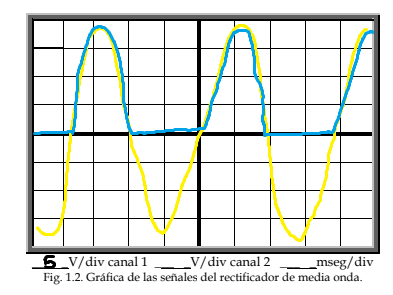 6 V/div canal 1 ____V/div canal 2 ____mseg/div
Fig. 1.2. Gráfica de las señales del rectificador de media onda.